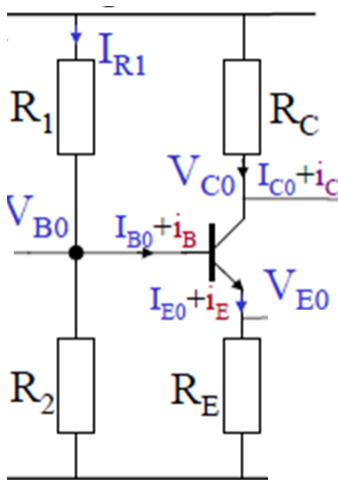 I_R1
R_1
R_C
V_C0
I_C0+i_C
V_B0
I_B0+i_B
I_E0+i_E
V_E0
R_2
R_E